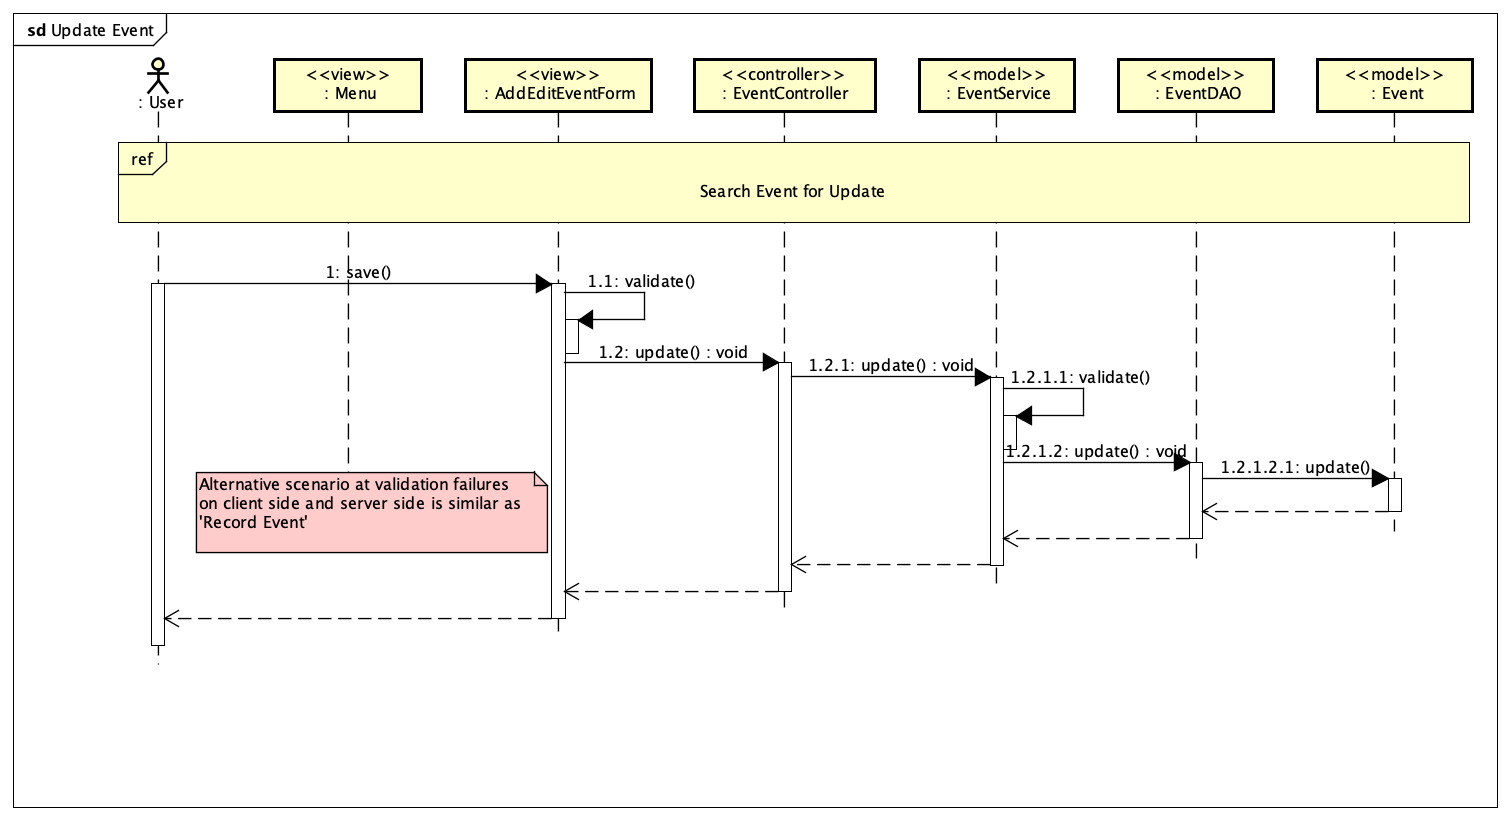 sd Update Event
: User
<<view>>
: Menu
<<view>>
: AddEditEventForm
<<controller>>
: EventController
<<model>>
: EventService
<<model>>
: EventDAO
<<model>>
: Event
ref
Search Event for Update
1: save()
1.1: validate()
1.2: update() : void
1.2.1: update() : void
1.2.1.1: validate()
1.2.1.2: update() : void
1.2.1.2.1: update()
Alternative scenario at validation failures
on client side and server side is similar as
'Record Event'